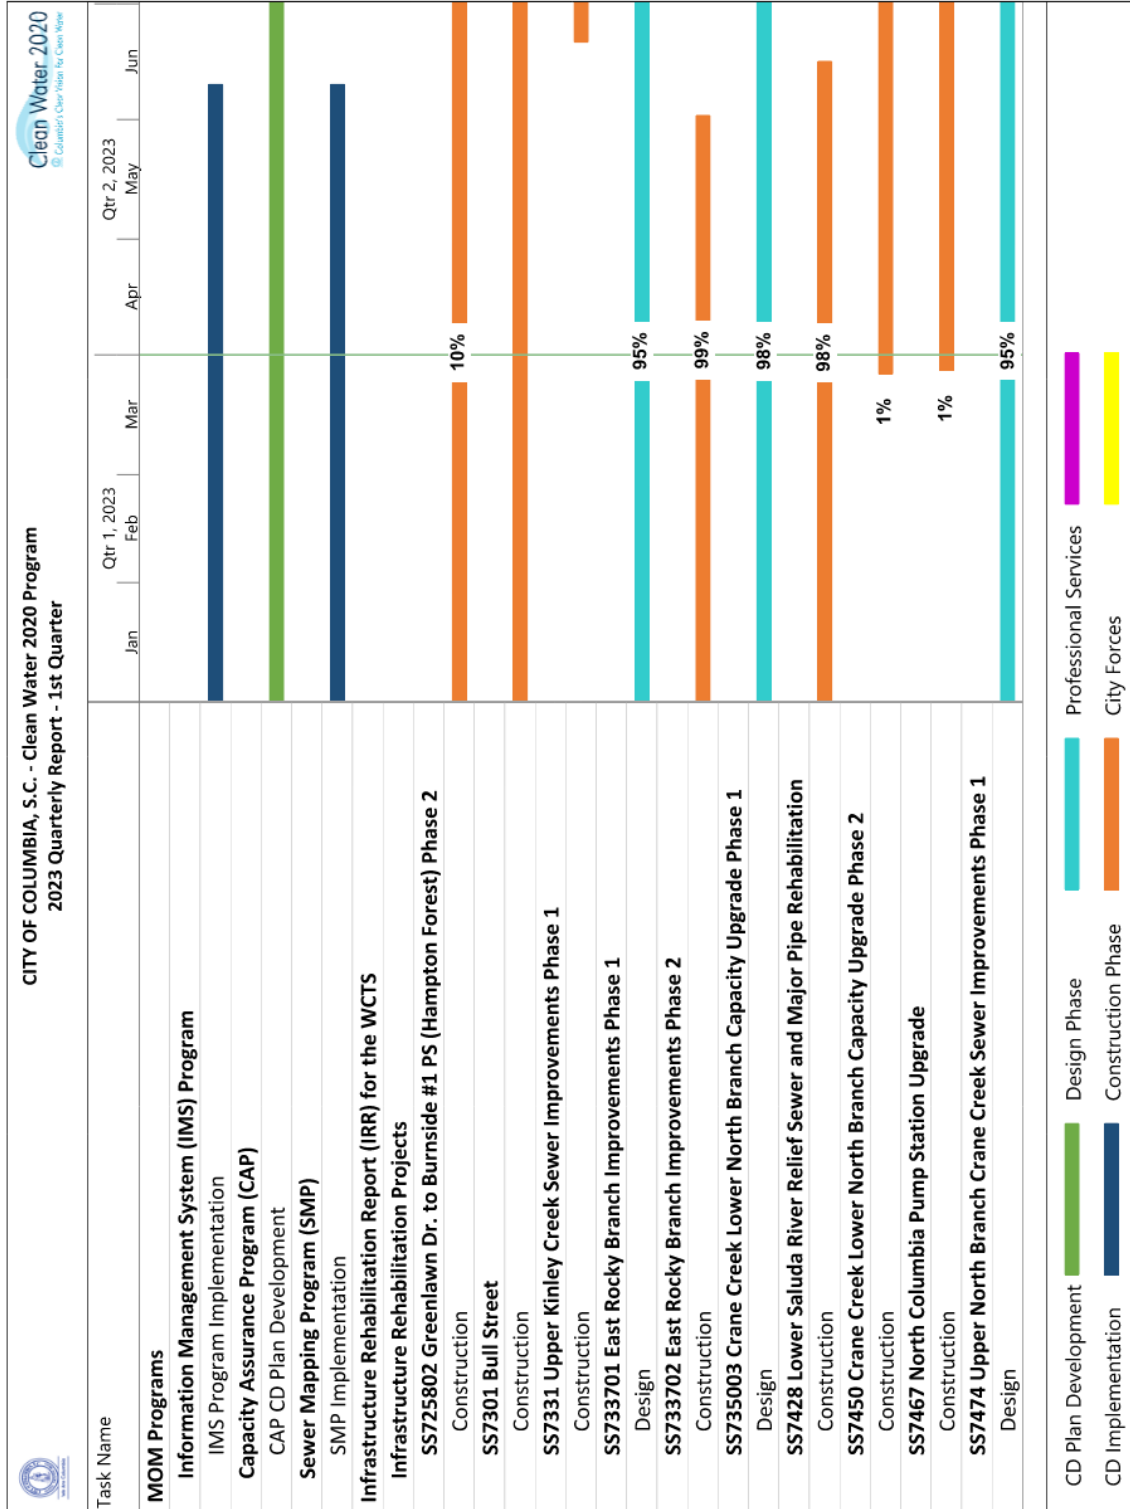 CITY OF COLUMBIA, S.C. - Clean Water 2020 Program
2023 Quarterly Report - 1st Quarter
Clean Water 2020
@ Columbia's Clear Vision For Clean Water
Task Name
Qtr 1, 2023
Qtr 2, 2023
Jan
Feb
Mar
Apr
May
Jun
MOM Programs
Information Management System (IMS) Program
IMS Program Implementation
Capacity Assurance Program (CAP)
CAP CD Plan Development
Sewer Mapping Program (SMP)
SMP Implementation
Infrastructure Rehabilitation Report (IRR) for the WCTS
Infrastructure Rehabilitation Projects
SS725802 Greenlawn Dr. to Burnside #1 PS (Hampton Forest) Phase 2
Construction 10%
SS7301 Bull Street
Construction
SS7331 Upper Kinley Creek Sewer Improvements Phase 1
Construction
SS733701 East Rocky Branch Improvements Phase 1
Design 95%
SS733702 East Rocky Branch Improvements Phase 2
Construction 99%
SS735003 Crane Creek Lower North Branch Capacity Upgrade Phase 1
Design 98%
SS7428 Lower Saluda River Relief Sewer and Major Pipe Rehabilitation
Construction 98%
SS7450 Crane Creek Lower North Branch Capacity Upgrade Phase 2
Construction 1%
SS7467 North Columbia Pump Station Upgrade
Construction 1%
SS7474 Upper North Branch Crane Creek Sewer Improvements Phase 1
Design 95%
CD Plan Development
Design Phase
Professional Services
CD Implementation
Construction Phase
City Forces